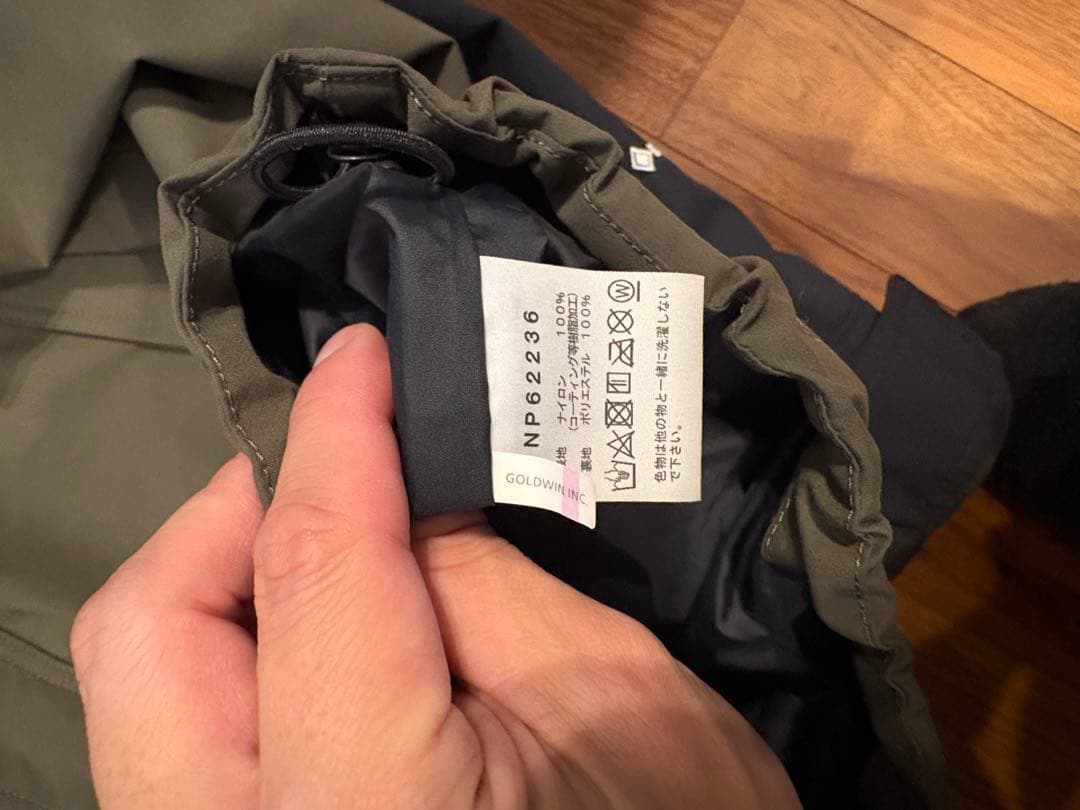 NP62236
表地 ナイロン 100%
(コーティング等樹脂加工)
裏地 ポリエステル 100%
W
色物は他の物と一緒に洗濯しない
で下さい。
GOLDWIN INC.